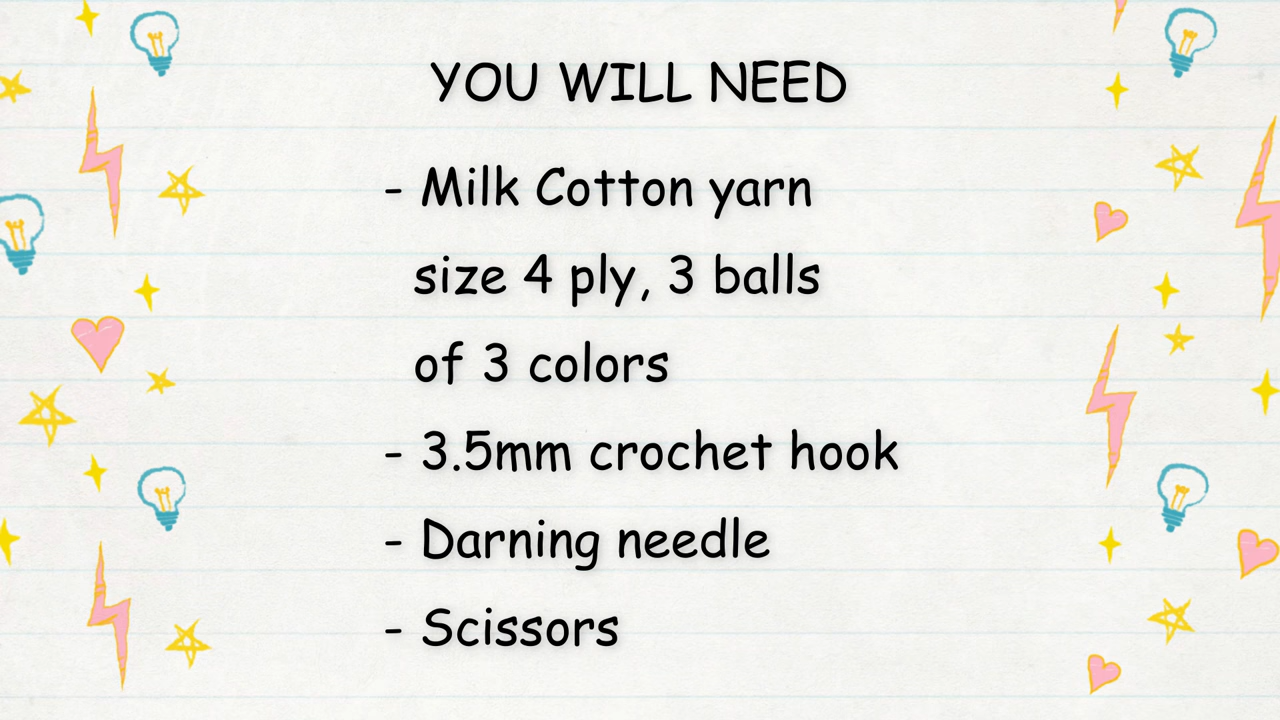 YOU WILL NEED
- Milk Cotton yarn
size 4 ply, 3 balls
of 3 colors
- 3.5mm crochet hook
- Darning needle
- Scissors